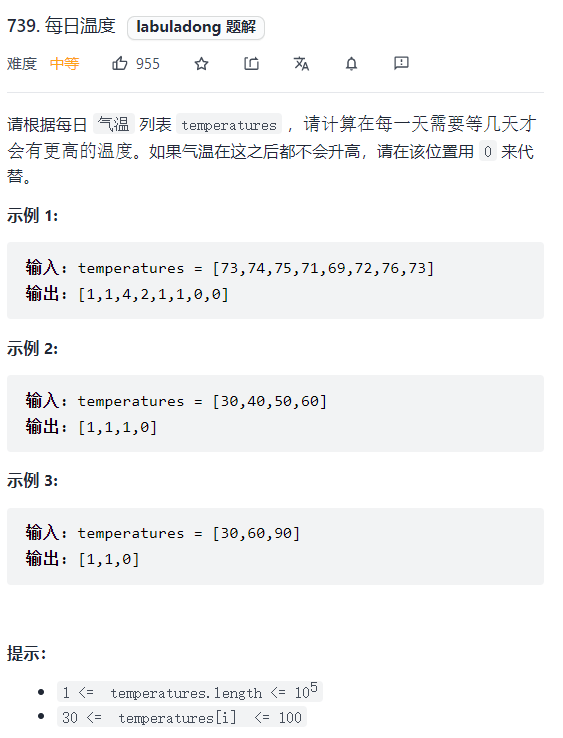 739. 每日温度 labuladong 题解
难度 中等 955
请根据每日 气温 列表 temperatures ，请计算在每一天需要等几天才
会有更高的温度。如果气温在这之后都不会升高，请在该位置用 0 来代
替。
示例 1:
输入: temperatures = [73,74,75,71,69,72,76,73]
输出: [1,1,4,2,1,1,0,0]
示例 2:
输入: temperatures = [30,40,50,60]
输出: [1,1,1,0]
示例 3:
输入: temperatures = [30,60,90]
输出: [1,1,0]
提示：
1 <= temperatures.length <= 10⁵
30 <= temperatures[i] <= 100